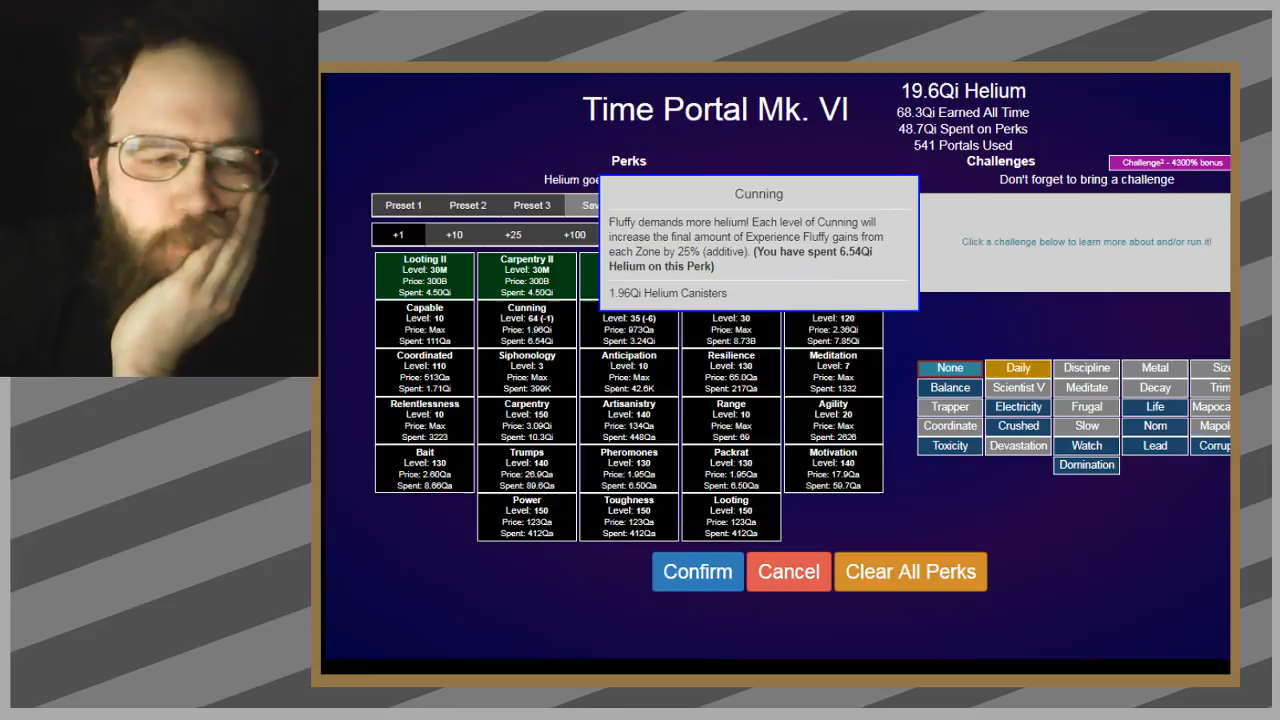 Time Portal Mk. VI
19.6Qi Helium
68.3Qi Earned All Time
48.7Qi Spent on Perks
541 Portals Used
Perks
Challenges
Challenge² - 4300% bonus
Helium goe
Don't forget to bring a challenge
Preset 1
Preset 2
Preset 3
Sav
+1
+10
+25
+100
Cunning
Fluffy demands more helium! Each level of Cunning will
increase the final amount of Experience Fluffy gains from
each Zone by 25% (additive). (You have spent 6.54Qi
Helium on this Perk)
1.96Qi Helium Canisters
Click a challenge below to learn more about and/or run it!
Looting II
Level: 30M
Price: 300B
Spent: 4.50Qi
Carpentry II
Level: 30M
Price: 300B
Spent: 4.50Qi
Capable
Level: 10
Price: Max
Spent: 111Qa
Cunning
Level: 64 (-1)
Price: 1.96Qi
Spent: 6.54Qi
Level: 35 (-6)
Price: 973Qa
Spent: 3.24Qi
Level: 30
Price: Max
Spent: 8.73B
Level: 120
Price: 2.36Qi
Spent: 7.85Qi
Coordinated
Level: 110
Price: 513Qa
Spent: 1.71Qi
Siphonology
Level: 3
Price: Max
Spent: 399K
Anticipation
Level: 10
Price: Max
Spent: 42.6K
Resilience
Level: 130
Price: 65.0Qa
Spent: 217Qa
Meditation
Level: 7
Price: Max
Spent: 1332
Relentlessness
Level: 10
Price: Max
Spent: 3223
Carpentry
Level: 150
Price: 3.09Qi
Spent: 10.3Qi
Artisanistry
Level: 140
Price: 134Qa
Spent: 448Qa
Range
Level: 10
Price: Max
Spent: 69
Agility
Level: 20
Price: Max
Spent: 2626
Bait
Level: 130
Price: 2.60Qa
Spent: 8.66Qa
Trumps
Level: 140
Price: 26.9Qa
Spent: 89.6Qa
Pheromones
Level: 130
Price: 1.95Qa
Spent: 6.50Qa
Packrat
Level: 130
Price: 1.95Qa
Spent: 6.50Qa
Motivation
Level: 140
Price: 17.9Qa
Spent: 59.7Qa
Power
Level: 150
Price: 123Qa
Spent: 412Qa
Toughness
Level: 150
Price: 123Qa
Spent: 412Qa
Looting
Level: 150
Price: 123Qa
Spent: 412Qa
None
Daily
Discipline
Metal
Size
Balance
Scientist V
Meditate
Decay
Trim
Trapper
Electricity
Frugal
Life
Mapoca
Coordinate
Crushed
Slow
Nom
Mapol
Toxicity
Devastation
Watch
Lead
Corrup
Domination
Confirm
Cancel
Clear All Perks